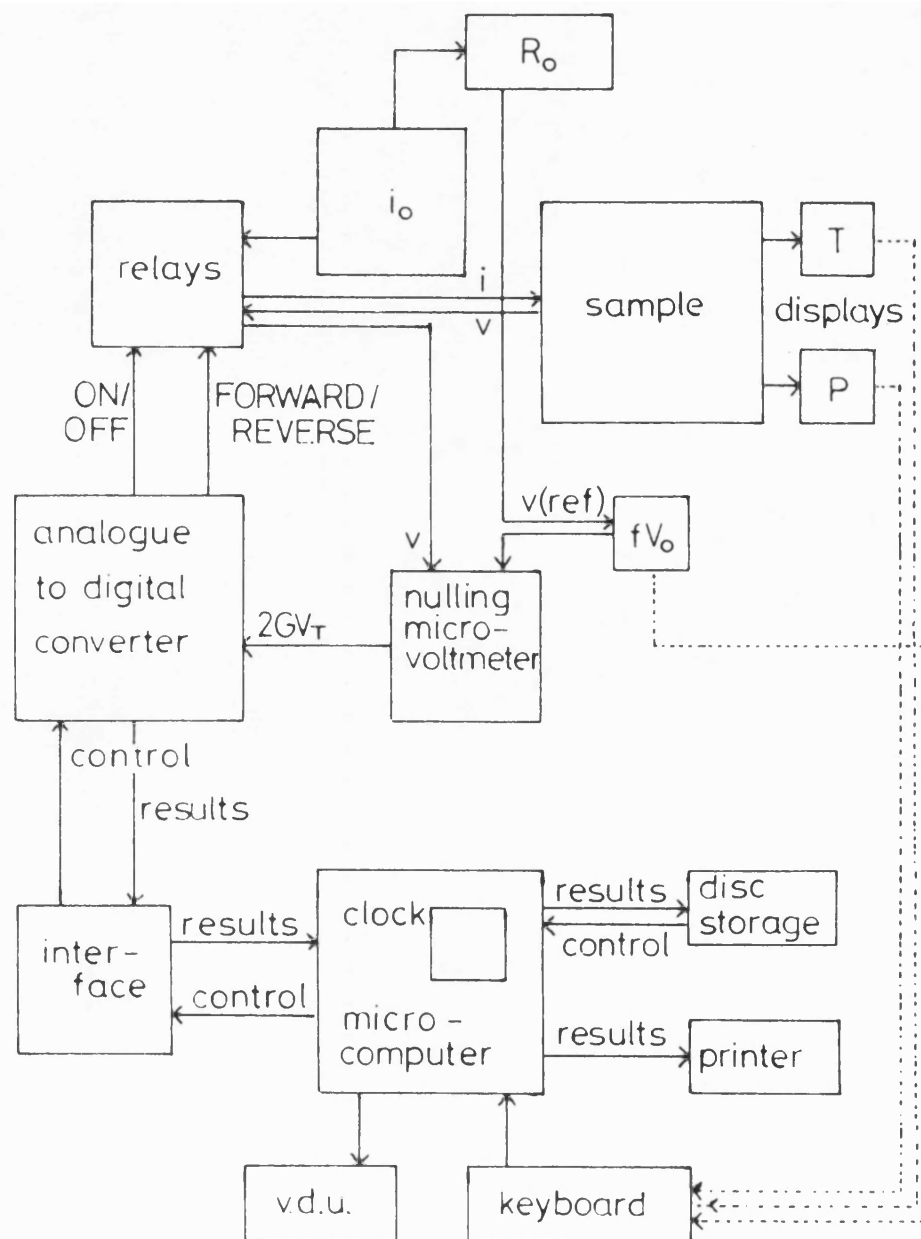 R₀
i₀
relays
i
v
sample
T
displays
P
ON/
OFF
FORWARD/
REVERSE
v(ref)
fV₀
analogue
to digital
converter
v
nulling
micro-
voltmeter
2GV_T
control
results
inter-
face
results
control
clock
micro-
computer
results
control
disc
storage
results
printer
v.d.u.
keyboard